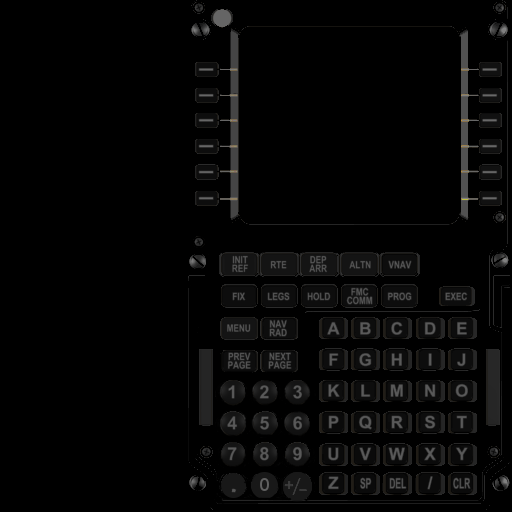 INIT REF RTE DEP ARR ALTN VNAV
FIX LEGS HOLD FMC COMM PROG EXEC
MENU NAV RAD A B C D E
PREV PAGE NEXT PAGE F G H I J
1 2 3 K L M N O
4 5 6 P Q R S T
7 8 9 U V W X Y
. 0 +/- Z SP DEL / CLR